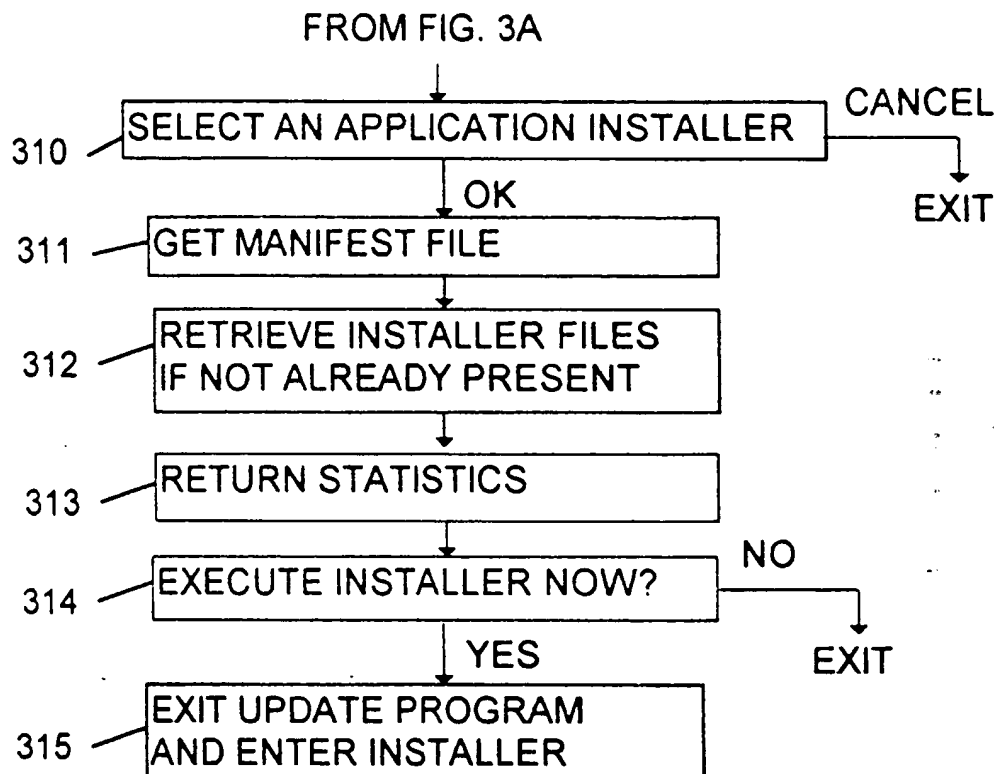 FROM FIG. 3A
310 SELECT AN APPLICATION INSTALLER CANCEL
EXIT
OK
311 GET MANIFEST FILE
312 RETRIEVE INSTALLER FILES
IF NOT ALREADY PRESENT
313 RETURN STATISTICS
314 EXECUTE INSTALLER NOW? NO
EXIT
YES
315 EXIT UPDATE PROGRAM
AND ENTER INSTALLER